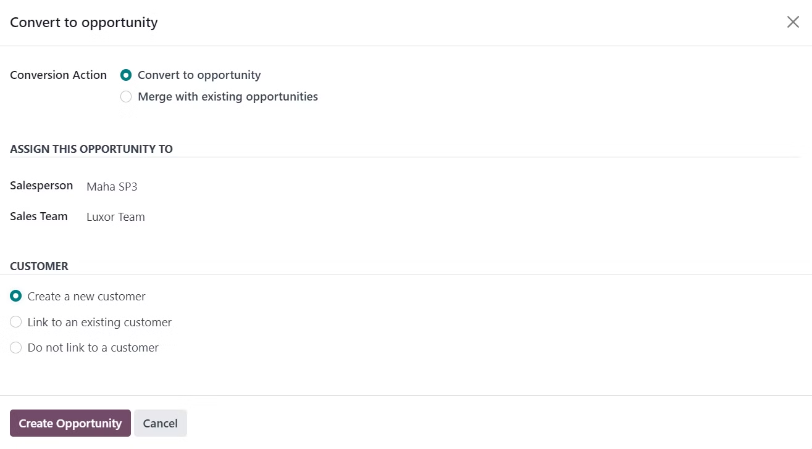 Convert to opportunity
Conversion Action
Convert to opportunity
Merge with existing opportunities
ASSIGN THIS OPPORTUNITY TO
Salesperson Maha SP3
Sales Team Luxor Team
CUSTOMER
Create a new customer
Link to an existing customer
Do not link to a customer
Create Opportunity Cancel